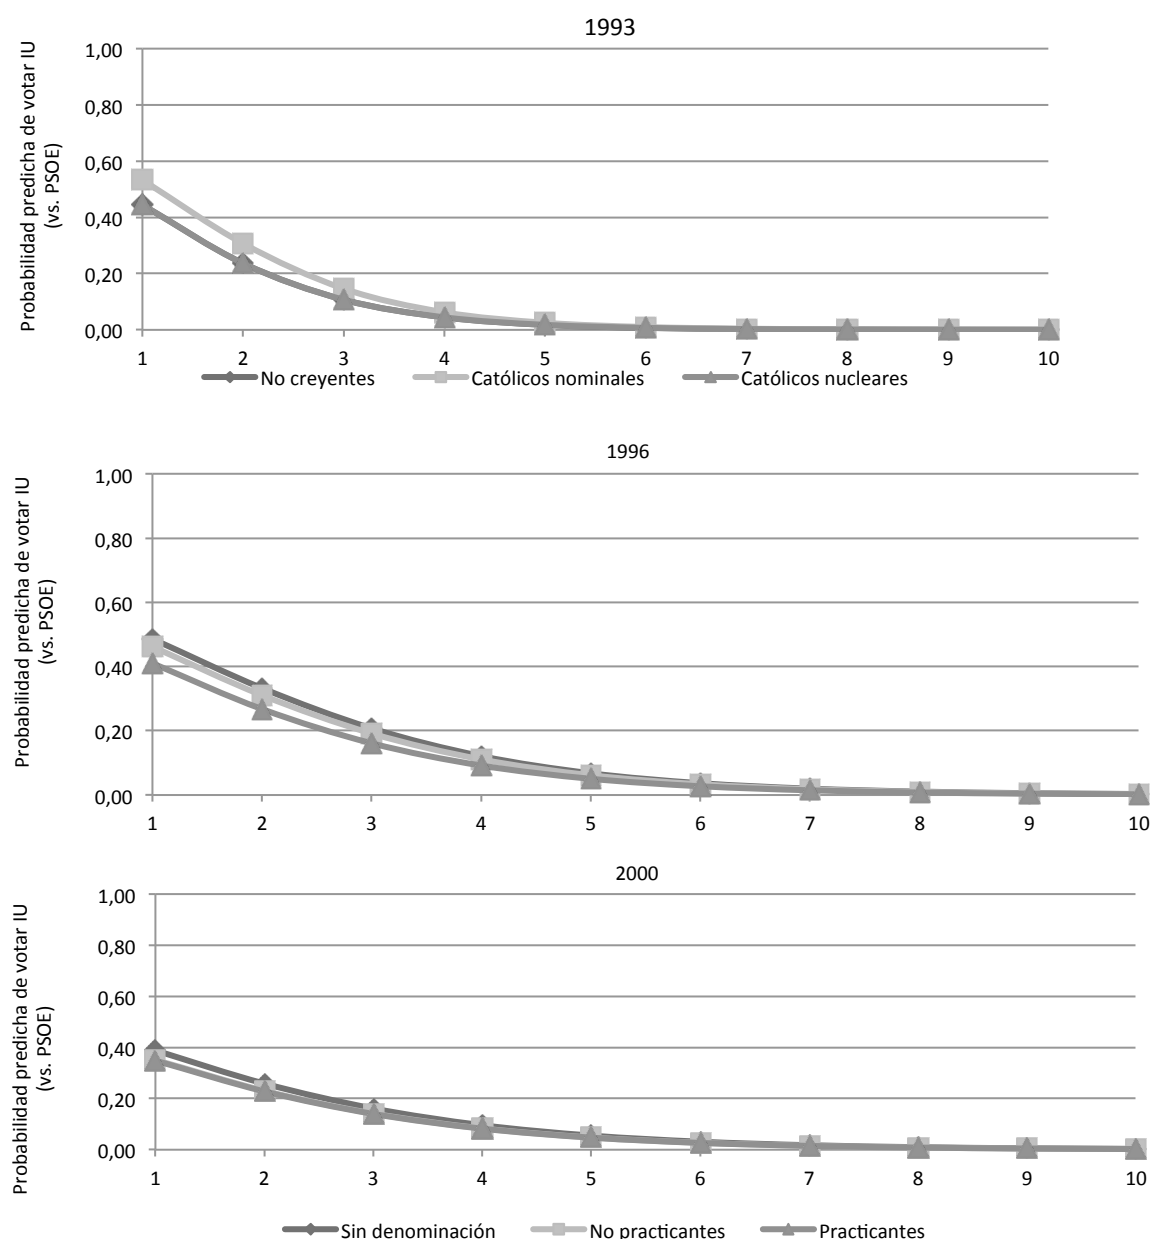 1993
Probabilidad predicha de votar IU
(vs. PSOE)
1,00
0,80
0,60
0,40
0,20
0,00
1 2 3 4 5 6 7 8 9 10
No creyentes Católicos nominales Católicos nucleares
1996
Probabilidad predicha de votar IU
(vs. PSOE)
1,00
0,80
0,60
0,40
0,20
0,00
1 2 3 4 5 6 7 8 9 10
2000
Probabilidad predicha de votar IU
(vs. PSOE)
1,00
0,80
0,60
0,40
0,20
0,00
1 2 3 4 5 6 7 8 9 10
Sin denominación No practicantes Practicantes